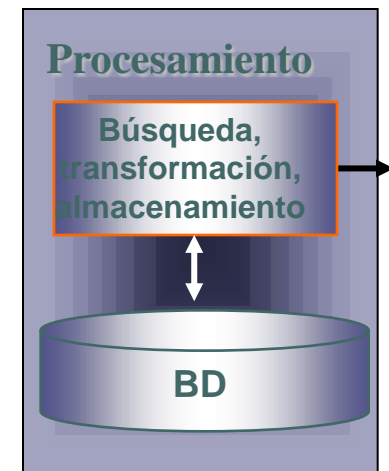 Procesamiento
Búsqueda,
transformación,
almacenamiento
BD